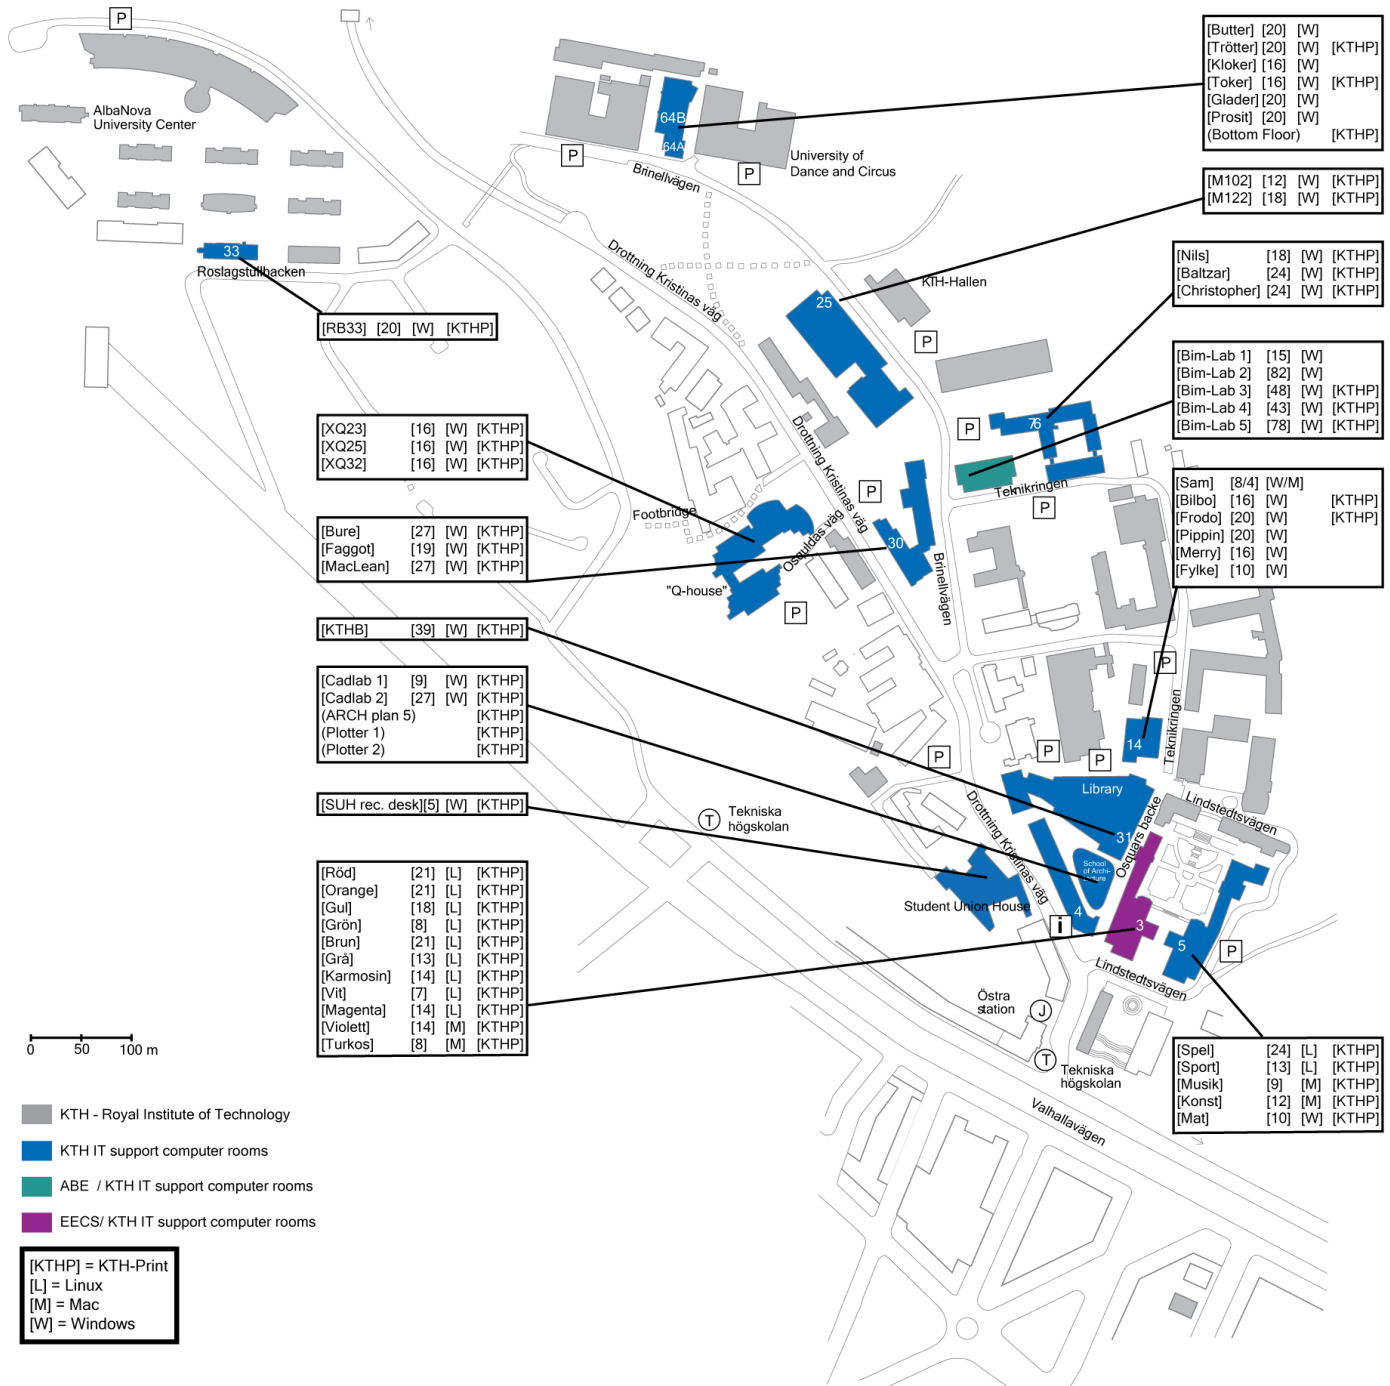 P
[Butter] [20] [W]
[Trötter] [20] [W] [KTHP]
[Kloker] [16] [W]
[Toker] [16] [W] [KTHP]
[Glader] [20] [W]
[Prosit] [20] [W]
(Bottom Floor) [KTHP]
AlbaNova
University Center
64B
64A
P
P
University of
Dance and Circus
Brinellvägen
[M102] [12] [W] [KTHP]
[M122] [18] [W] [KTHP]
33
Roslagstullbacken
Drottning Kristinas väg
[Nils] [18] [W] [KTHP]
[Baltzar] [24] [W] [KTHP]
[Christopher] [24] [W] [KTHP]
KTH-Hallen
25
[RB33] [20] [W] [KTHP]
P
[Bim-Lab 1] [15] [W]
[Bim-Lab 2] [82] [W]
[Bim-Lab 3] [48] [W] [KTHP]
[Bim-Lab 4] [43] [W] [KTHP]
[Bim-Lab 5] [78] [W] [KTHP]
[XQ23] [16] [W] [KTHP]
[XQ25] [16] [W] [KTHP]
[XQ32] [16] [W] [KTHP]
76
P
Drottning Kristinas väg
Teknikringen
P
P
[Sam] [8/4] [W/M]
[Bilbo] [16] [W] [KTHP]
[Frodo] [20] [W] [KTHP]
[Pippin] [20] [W]
[Merry] [16] [W]
[Fylke] [10] [W]
Footbridge
Osquldas väg
[Bure] [27] [W] [KTHP]
[Faggot] [19] [W] [KTHP]
[MacLean] [27] [W] [KTHP]
30
Brinellvägen
"Q-house"
P
[KTHB] [39] [W] [KTHP]
P
[Cadlab 1] [9] [W] [KTHP]
[Cadlab 2] [27] [W] [KTHP]
(ARCH plan 5) [KTHP]
(Plotter 1) [KTHP]
(Plotter 2) [KTHP]
Teknikringen
14
P
P
P
Library
31
Lindstedtsvägen
Osquars backe
[SUH rec. desk][5] [W] [KTHP]
T
Tekniska
högskolan
Drottning Kristinas väg
School
of Archi-
tecture
Student Union House
4
i
3
5
P
[Röd] [21] [L] [KTHP]
[Orange] [21] [L] [KTHP]
[Gul] [18] [L] [KTHP]
[Grön] [8] [L] [KTHP]
[Brun] [21] [L] [KTHP]
[Grå] [13] [L] [KTHP]
[Karmosin] [14] [L] [KTHP]
[Vit] [7] [L] [KTHP]
[Magenta] [14] [L] [KTHP]
[Violett] [14] [M] [KTHP]
[Turkos] [8] [M] [KTHP]
Lindstedtsvägen
Östra
station
J
T
Tekniska
högskolan
Valhallavägen
[Spel] [24] [L] [KTHP]
[Sport] [13] [L] [KTHP]
[Musik] [9] [M] [KTHP]
[Konst] [12] [M] [KTHP]
[Mat] [10] [W] [KTHP]
0 50 100 m
KTH - Royal Institute of Technology
KTH IT support computer rooms
ABE / KTH IT support computer rooms
EECS/ KTH IT support computer rooms
[KTHP] = KTH-Print
[L] = Linux
[M] = Mac
[W] = Windows